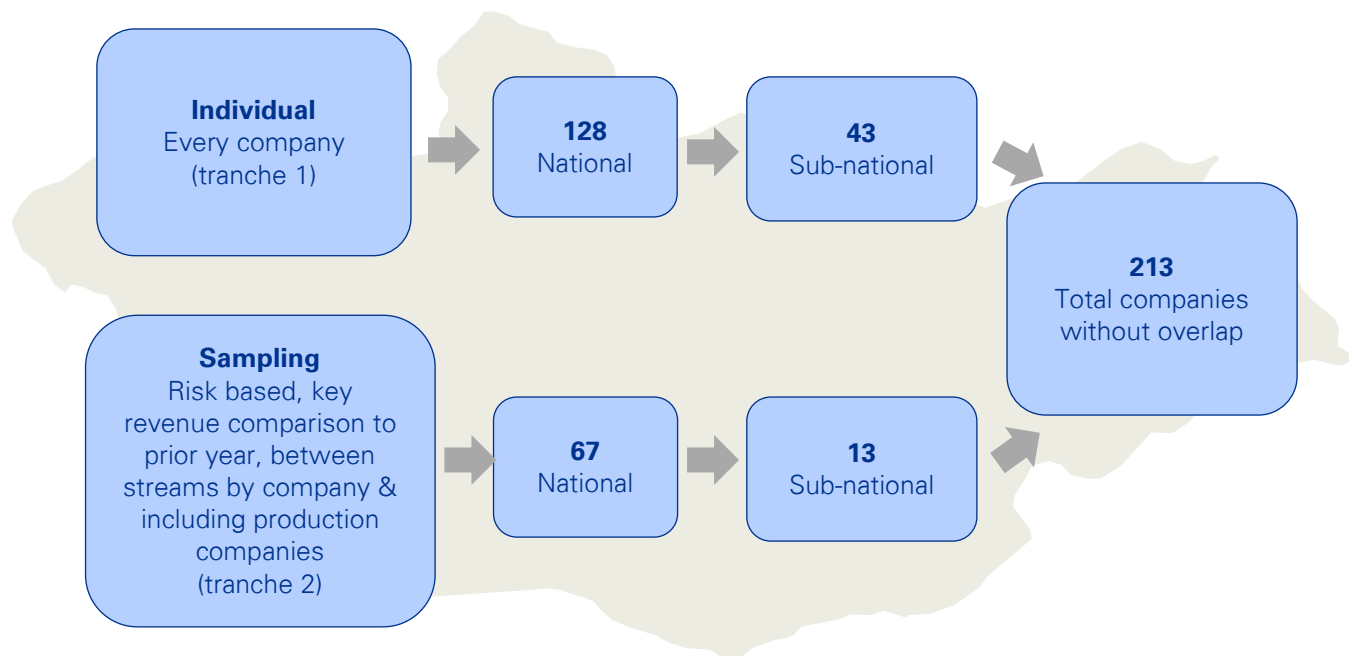 Individual
Every company
(tranche 1)
128
National
43
Sub-national
213
Total companies
without overlap
Sampling
Risk based, key
revenue comparison to
prior year, between
streams by company &
including production
companies
(tranche 2)
67
National
13
Sub-national